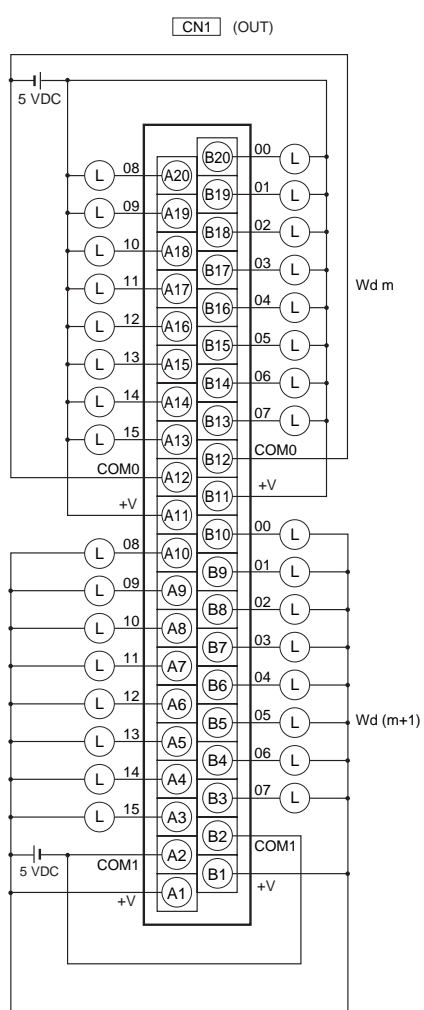 CN1 (OUT)
5 VDC
B20 00 L
L 08 A20
B19 01 L
L 09 A19
B18 02 L
L 10 A18
B17 03 L
L 11 A17
Wd m
B16 04 L
L 12 A16
B15 05 L
L 13 A15
B14 06 L
L 14 A14
B13 07 L
L 15 A13
B12 COM0
COM0 A12
B11 +V
+V A11
B10 00 L
L 08 A10
B9 01 L
L 09 A9
B8 02 L
L 10 A8
B7 03 L
L 11 A7
B6 04 L
L 12 A6
B5 05 L
Wd (m+1)
L 13 A5
B4 06 L
L 14 A4
B3 07 L
L 15 A3
B2 COM1
5 VDC
COM1 A2
B1 +V
+V A1